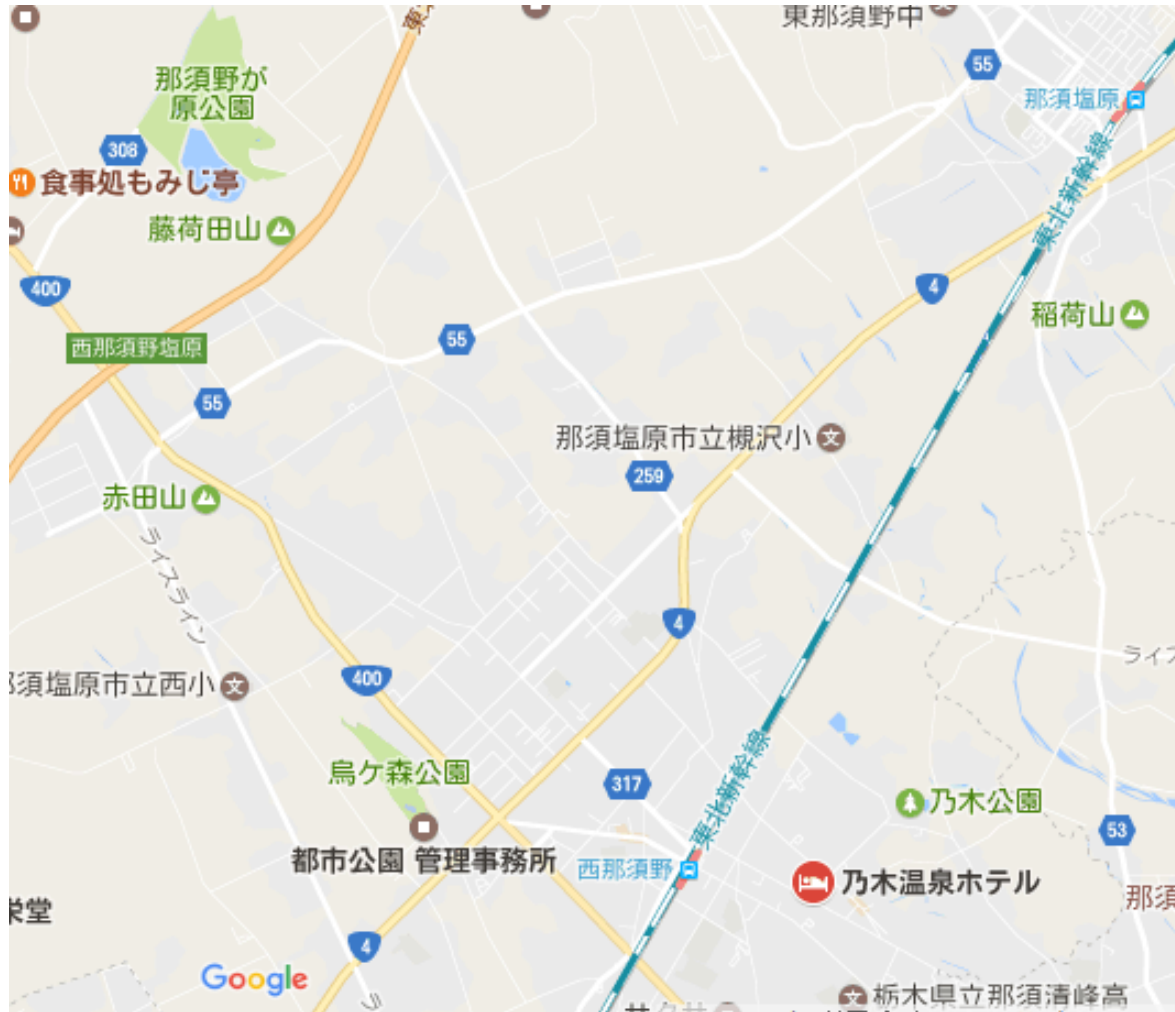 東那須野中
55
那須塩原
那須野が
原公園
308
食事処もみじ亭
藤荷田山
東北新幹線
400
4
稲荷山
西那須野塩原
55
55
那須塩原市立槻沢小
259
赤田山
ライスライン
4
須塩原市立西小
400
烏ケ森公園
317
東北新幹線
乃木公園
53
都市公園 管理事務所
西那須野
乃木温泉ホテル
栄堂
那須
4
Google
栃木県立那須清峰高